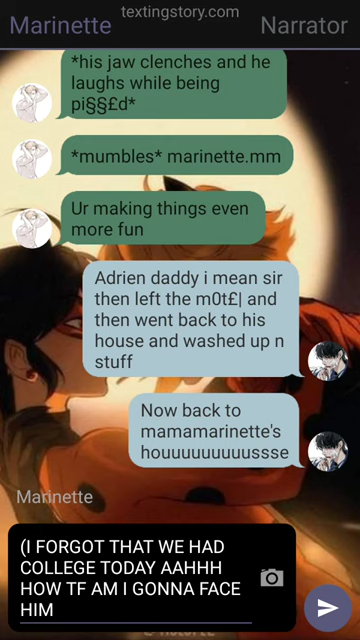 textingstory.com
Marinette
Narrator
*his jaw clenches and he
laughs while being
pi§§£d*
*mumbles* marinette.mm
Ur making things even
more fun
Adrien daddy i mean sir
then left the m0t£| and
then went back to his
house and washed up n
stuff
Now back to
mamamarinette's
houuuuuuuuussse
Marinette
(I FORGOT THAT WE HAD
COLLEGE TODAY AAHHH
HOW TF AM I GONNA FACE
HIM